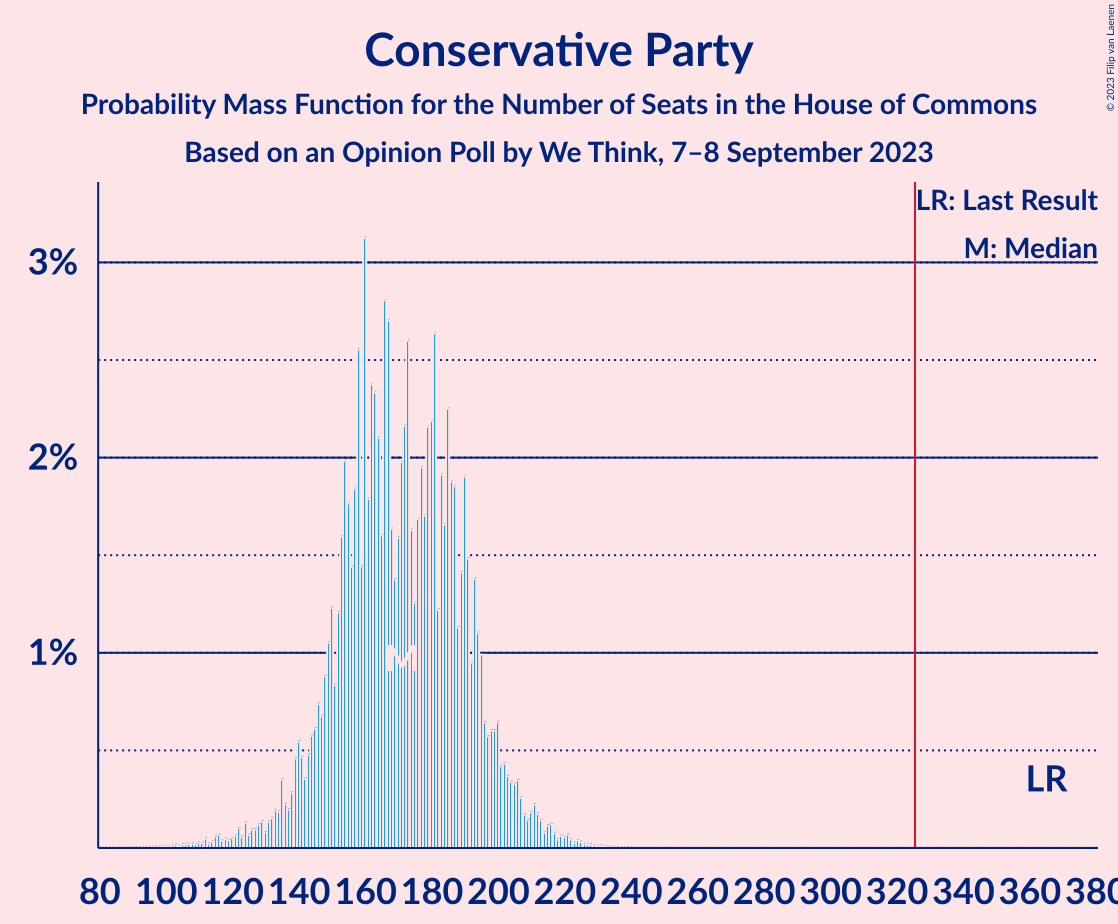 © 2023 Filip van Laenen
Conservative Party
Probability Mass Function for the Number of Seats in the House of Commons
Based on an Opinion Poll by We Think, 7–8 September 2023
LR: Last Result
M: Median
3%
2%
1%
M
LR
80 100 120 140 160 180 200 220 240 260 280 300 320 340 360 380